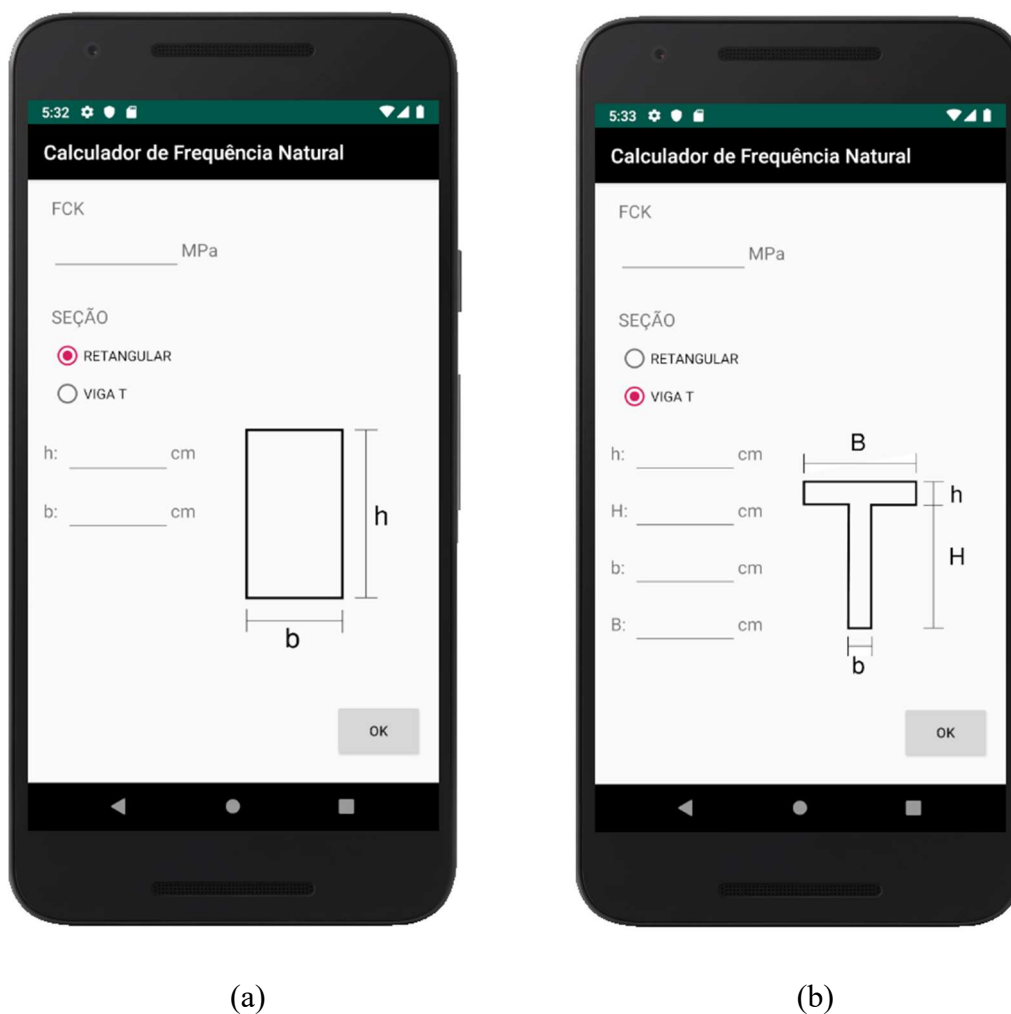 5:32
Calculador de Frequência Natural
FCK
MPa
SEÇÃO
RETANGULAR
VIGA T
h: cm
b: cm
h
b
OK
(a)
5:33
Calculador de Frequência Natural
FCK
MPa
SEÇÃO
RETANGULAR
VIGA T
h: cm
H: cm
b: cm
B: cm
B
h
H
b
OK
(b)